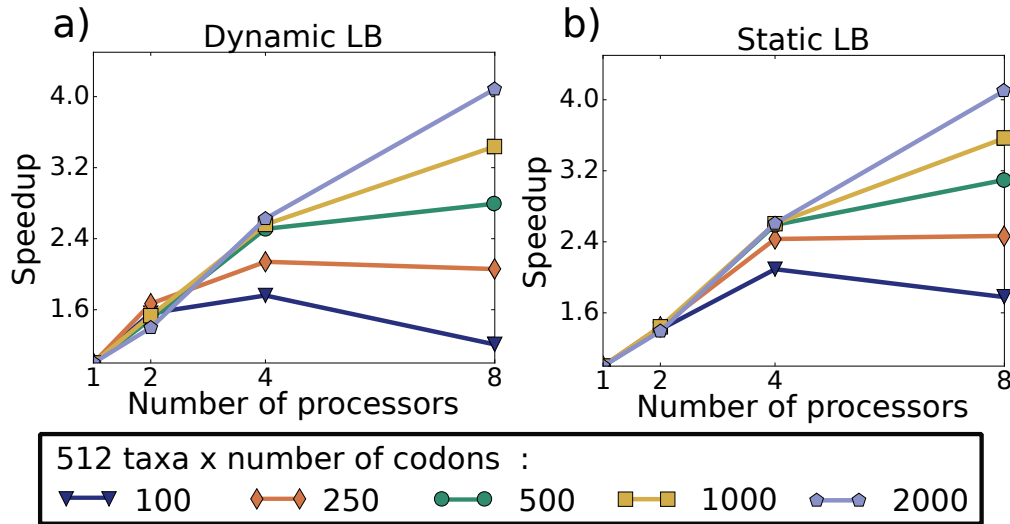 a)
Dynamic LB
Speedup
4.0
3.2
2.4
1.6
1 2 4 8
Number of processors
b)
Static LB
Speedup
4.0
3.2
2.4
1.6
1 2 4 8
Number of processors
512 taxa x number of codons :
100 250 500 1000 2000